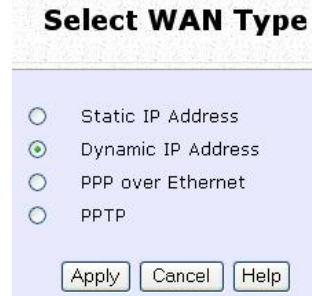 Select WAN Type
Static IP Address
Dynamic IP Address
PPP over Ethernet
PPTP
Apply Cancel Help